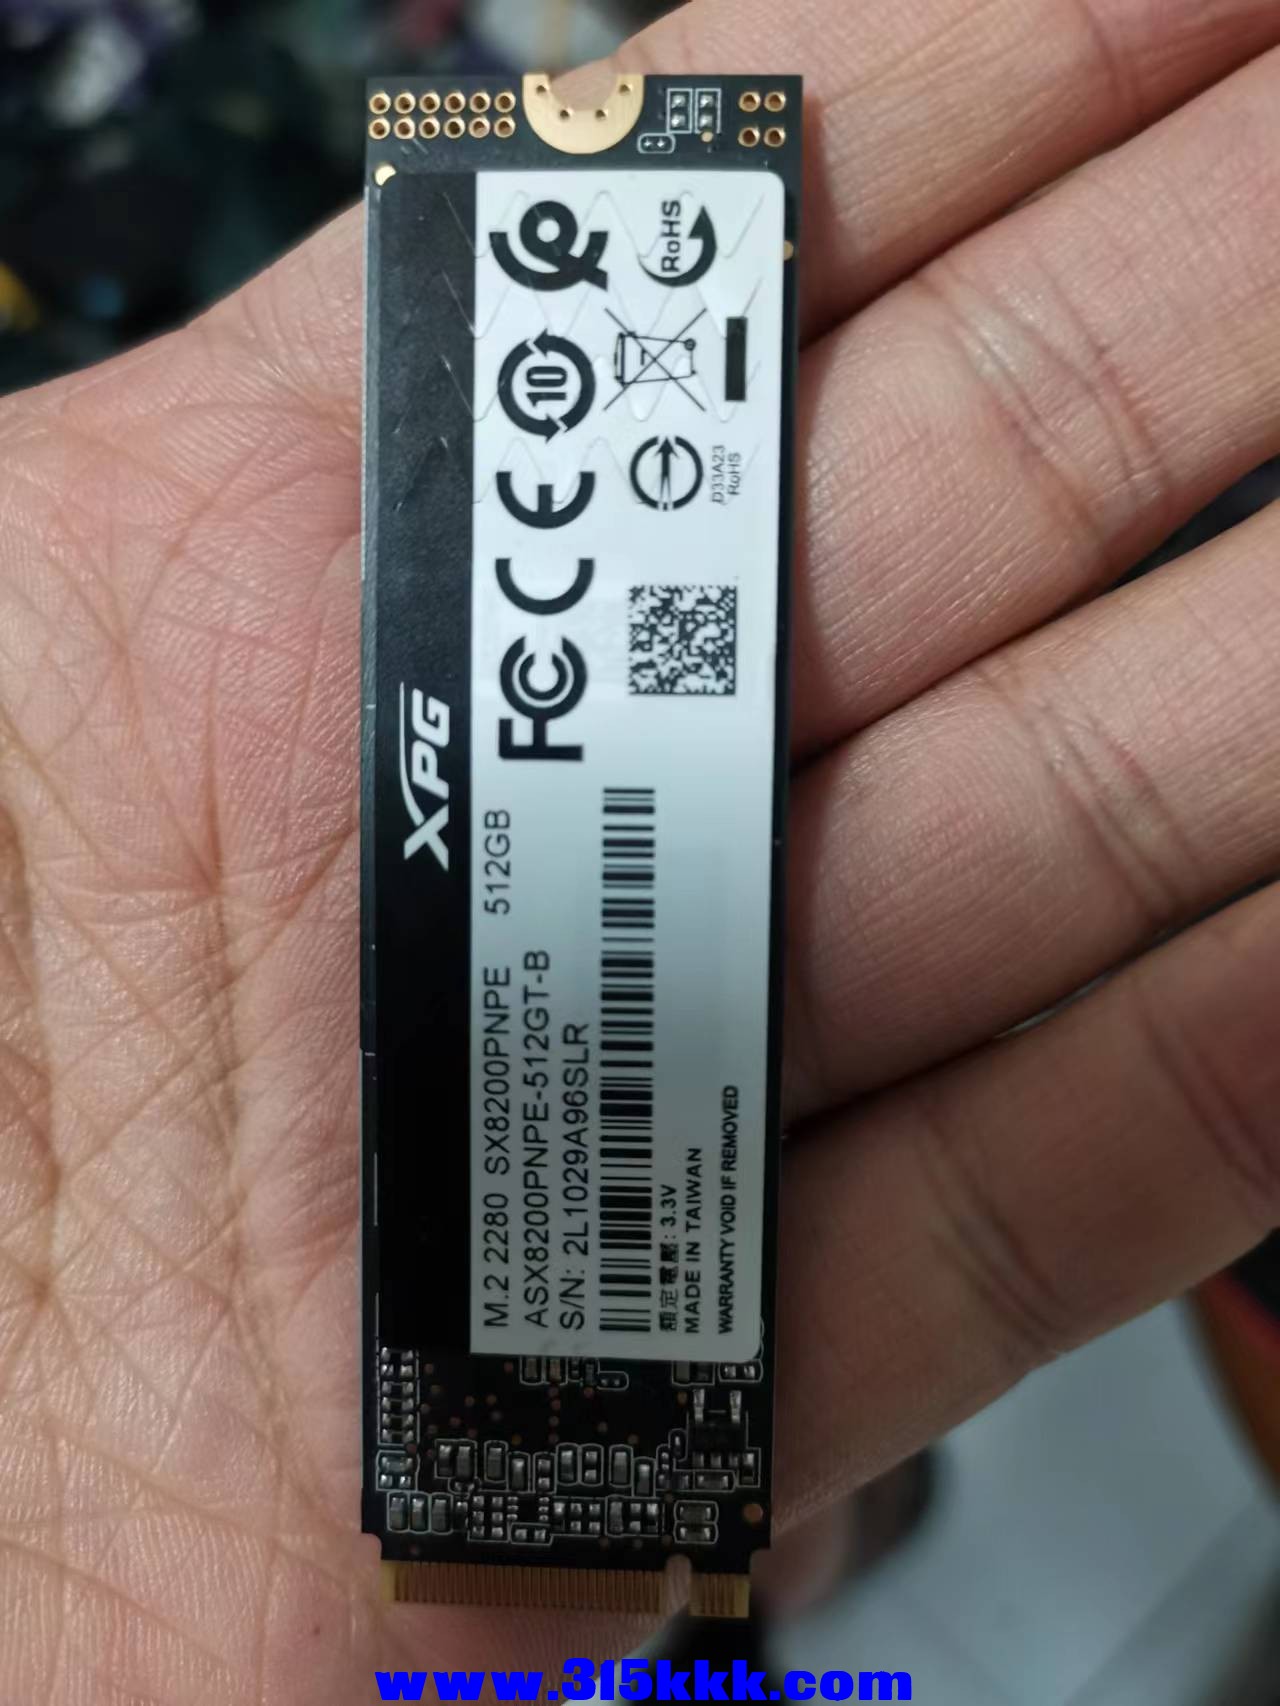 XPG
M.2 2280 SX8200PNPE 512GB
ASX8200PNPE-512GT-B
S/N: 2L1029A96SLR
額定電壓: 3.3V
MADE IN TAIWAN
WARRANTY VOID IF REMOVED
FC CE 10
RoHS
D33A23
RoHS
www.315kkk.com